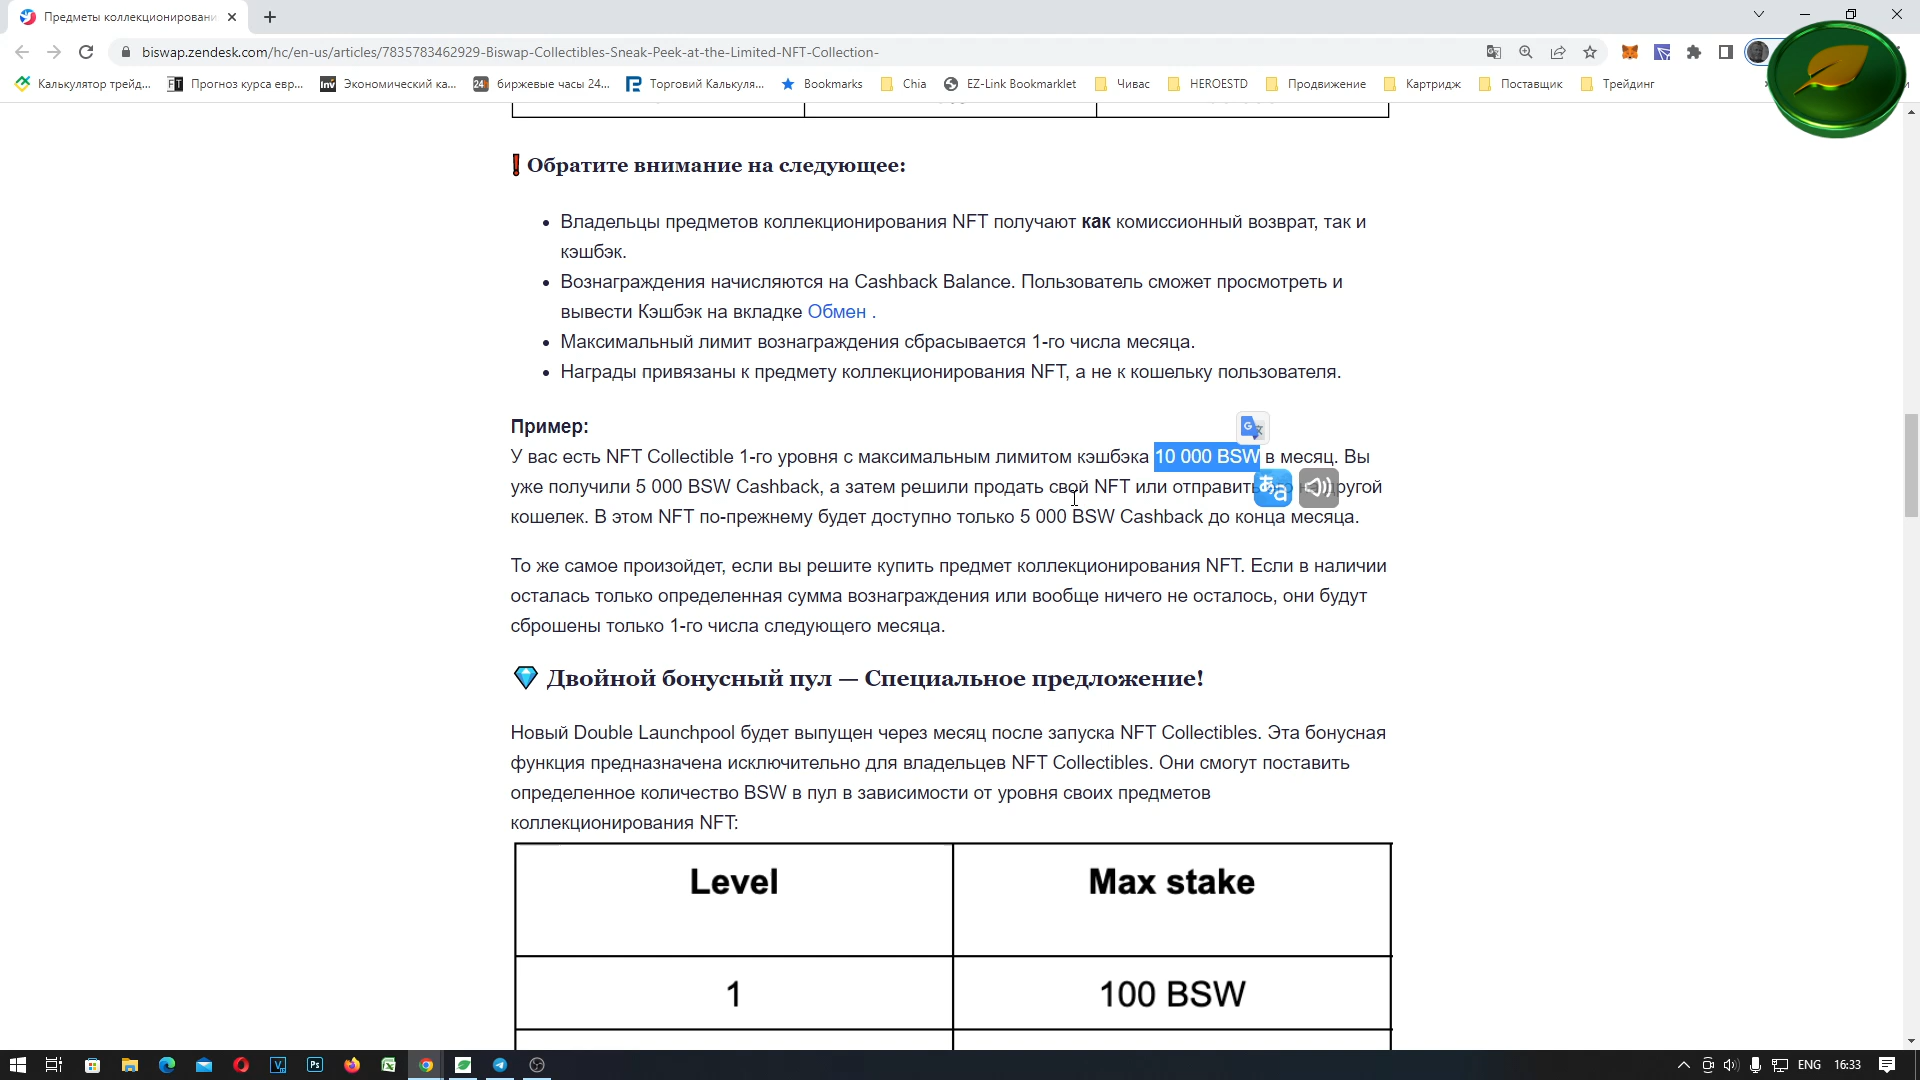 Предметы коллекционировани
biswap.zendesk.com/hc/en-us/articles/7835783462929-Biswap-Collectibles-Sneak-Peek-at-the-Limited-NFT-Collection-
Калькулятор трейд... Прогноз курса евр... Экономический ка... биржевые часы 24... Торговий Калькуля... Bookmarks Chia EZ-Link Bookmarklet Чивас HEROESTD Продвижение Картридж Поставщик Трейдинг
Обратите внимание на следующее:
• Владельцы предметов коллекционирования NFT получают как комиссионный возврат, так и
кэшбэк.
• Вознаграждения начисляются на Cashback Balance. Пользователь сможет просмотреть и
вывести Кэшбэк на вкладке Обмен .
• Максимальный лимит вознаграждения сбрасывается 1-го числа месяца.
• Награды привязаны к предмету коллекционирования NFT, а не к кошельку пользователя.
Пример:
У вас есть NFT Collectible 1-го уровня с максимальным лимитом кэшбэка 10 000 BSW в месяц. Вы
уже получили 5 000 BSW Cashback, а затем решили продать свой NFT или отправить другой
кошелек. В этом NFT по-прежнему будет доступно только 5 000 BSW Cashback до конца месяца.
То же самое произойдет, если вы решите купить предмет коллекционирования NFT. Если в наличии
осталась только определенная сумма вознаграждения или вообще ничего не осталось, они будут
сброшены только 1-го числа следующего месяца.
Двойной бонусный пул — Специальное предложение!
Новый Double Launchpool будет выпущен через месяц после запуска NFT Collectibles. Эта бонусная
функция предназначена исключительно для владельцев NFT Collectibles. Они смогут поставить
определенное количество BSW в пул в зависимости от уровня своих предметов
коллекционирования NFT:
Level Max stake
1 100 BSW
ENG 16:33